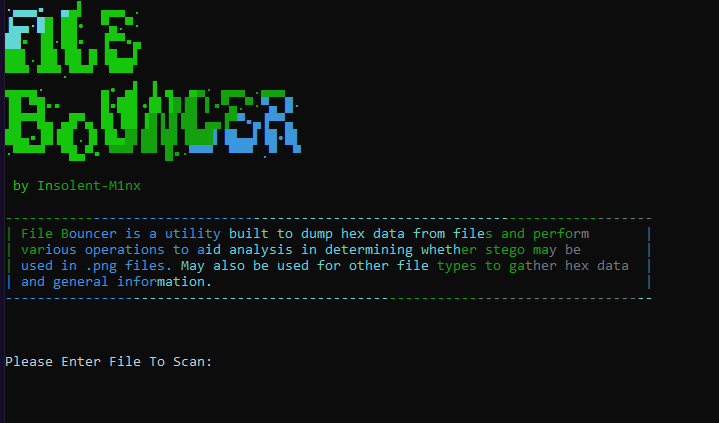 File
Bouncer
by Insolent-M1nx
File Bouncer is a utility built to dump hex data from files and perform
various operations to aid analysis in determining whether stego may be
used in .png files. May also be used for other file types to gather hex data
and general information.
Please Enter File To Scan: